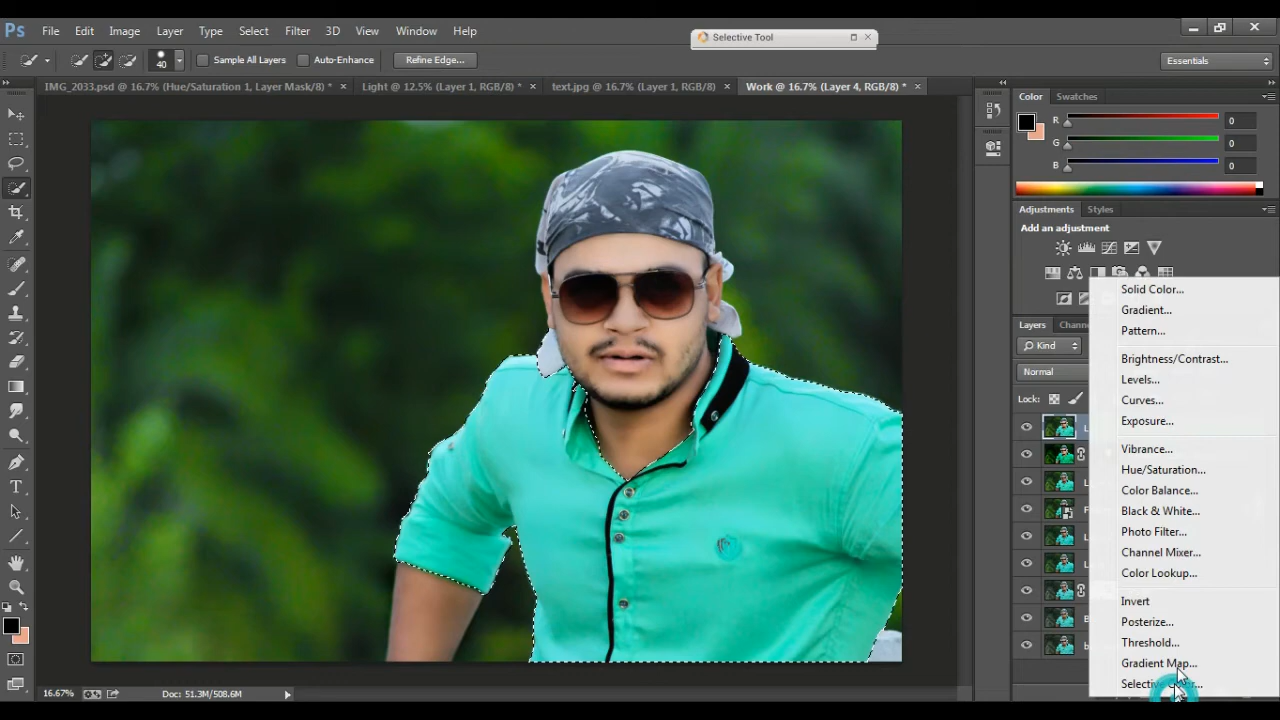 Ps File Edit Image Layer Type Select Filter 3D View Window Help
Selective Tool
40 Sample All Layers Auto-Enhance Refine Edge... Essentials
IMG_2033.psd @ 16.7% (Hue/Saturation 1, Layer Mask/8) * × Light @ 12.5% (Layer 1, RGB/8) * × text.jpg @ 16.7% (Layer 1, RGB/8) × Work @ 16.7% (Layer 4, RGB/8) * ×
Color Swatches
R 0
G 0
B 0
Adjustments Styles
Add an adjustment
Solid Color...
Gradient...
Layers
Pattern...
Kind
Brightness/Contrast...
Normal
Levels...
Lock:
Curves...
Exposure...
Vibrance...
Hue/Saturation...
Color Balance...
Black & White...
Photo Filter...
Channel Mixer...
Color Lookup...
Invert
Posterize...
Threshold...
Gradient Map...
16.67% Doc: 51.3M/508.6M